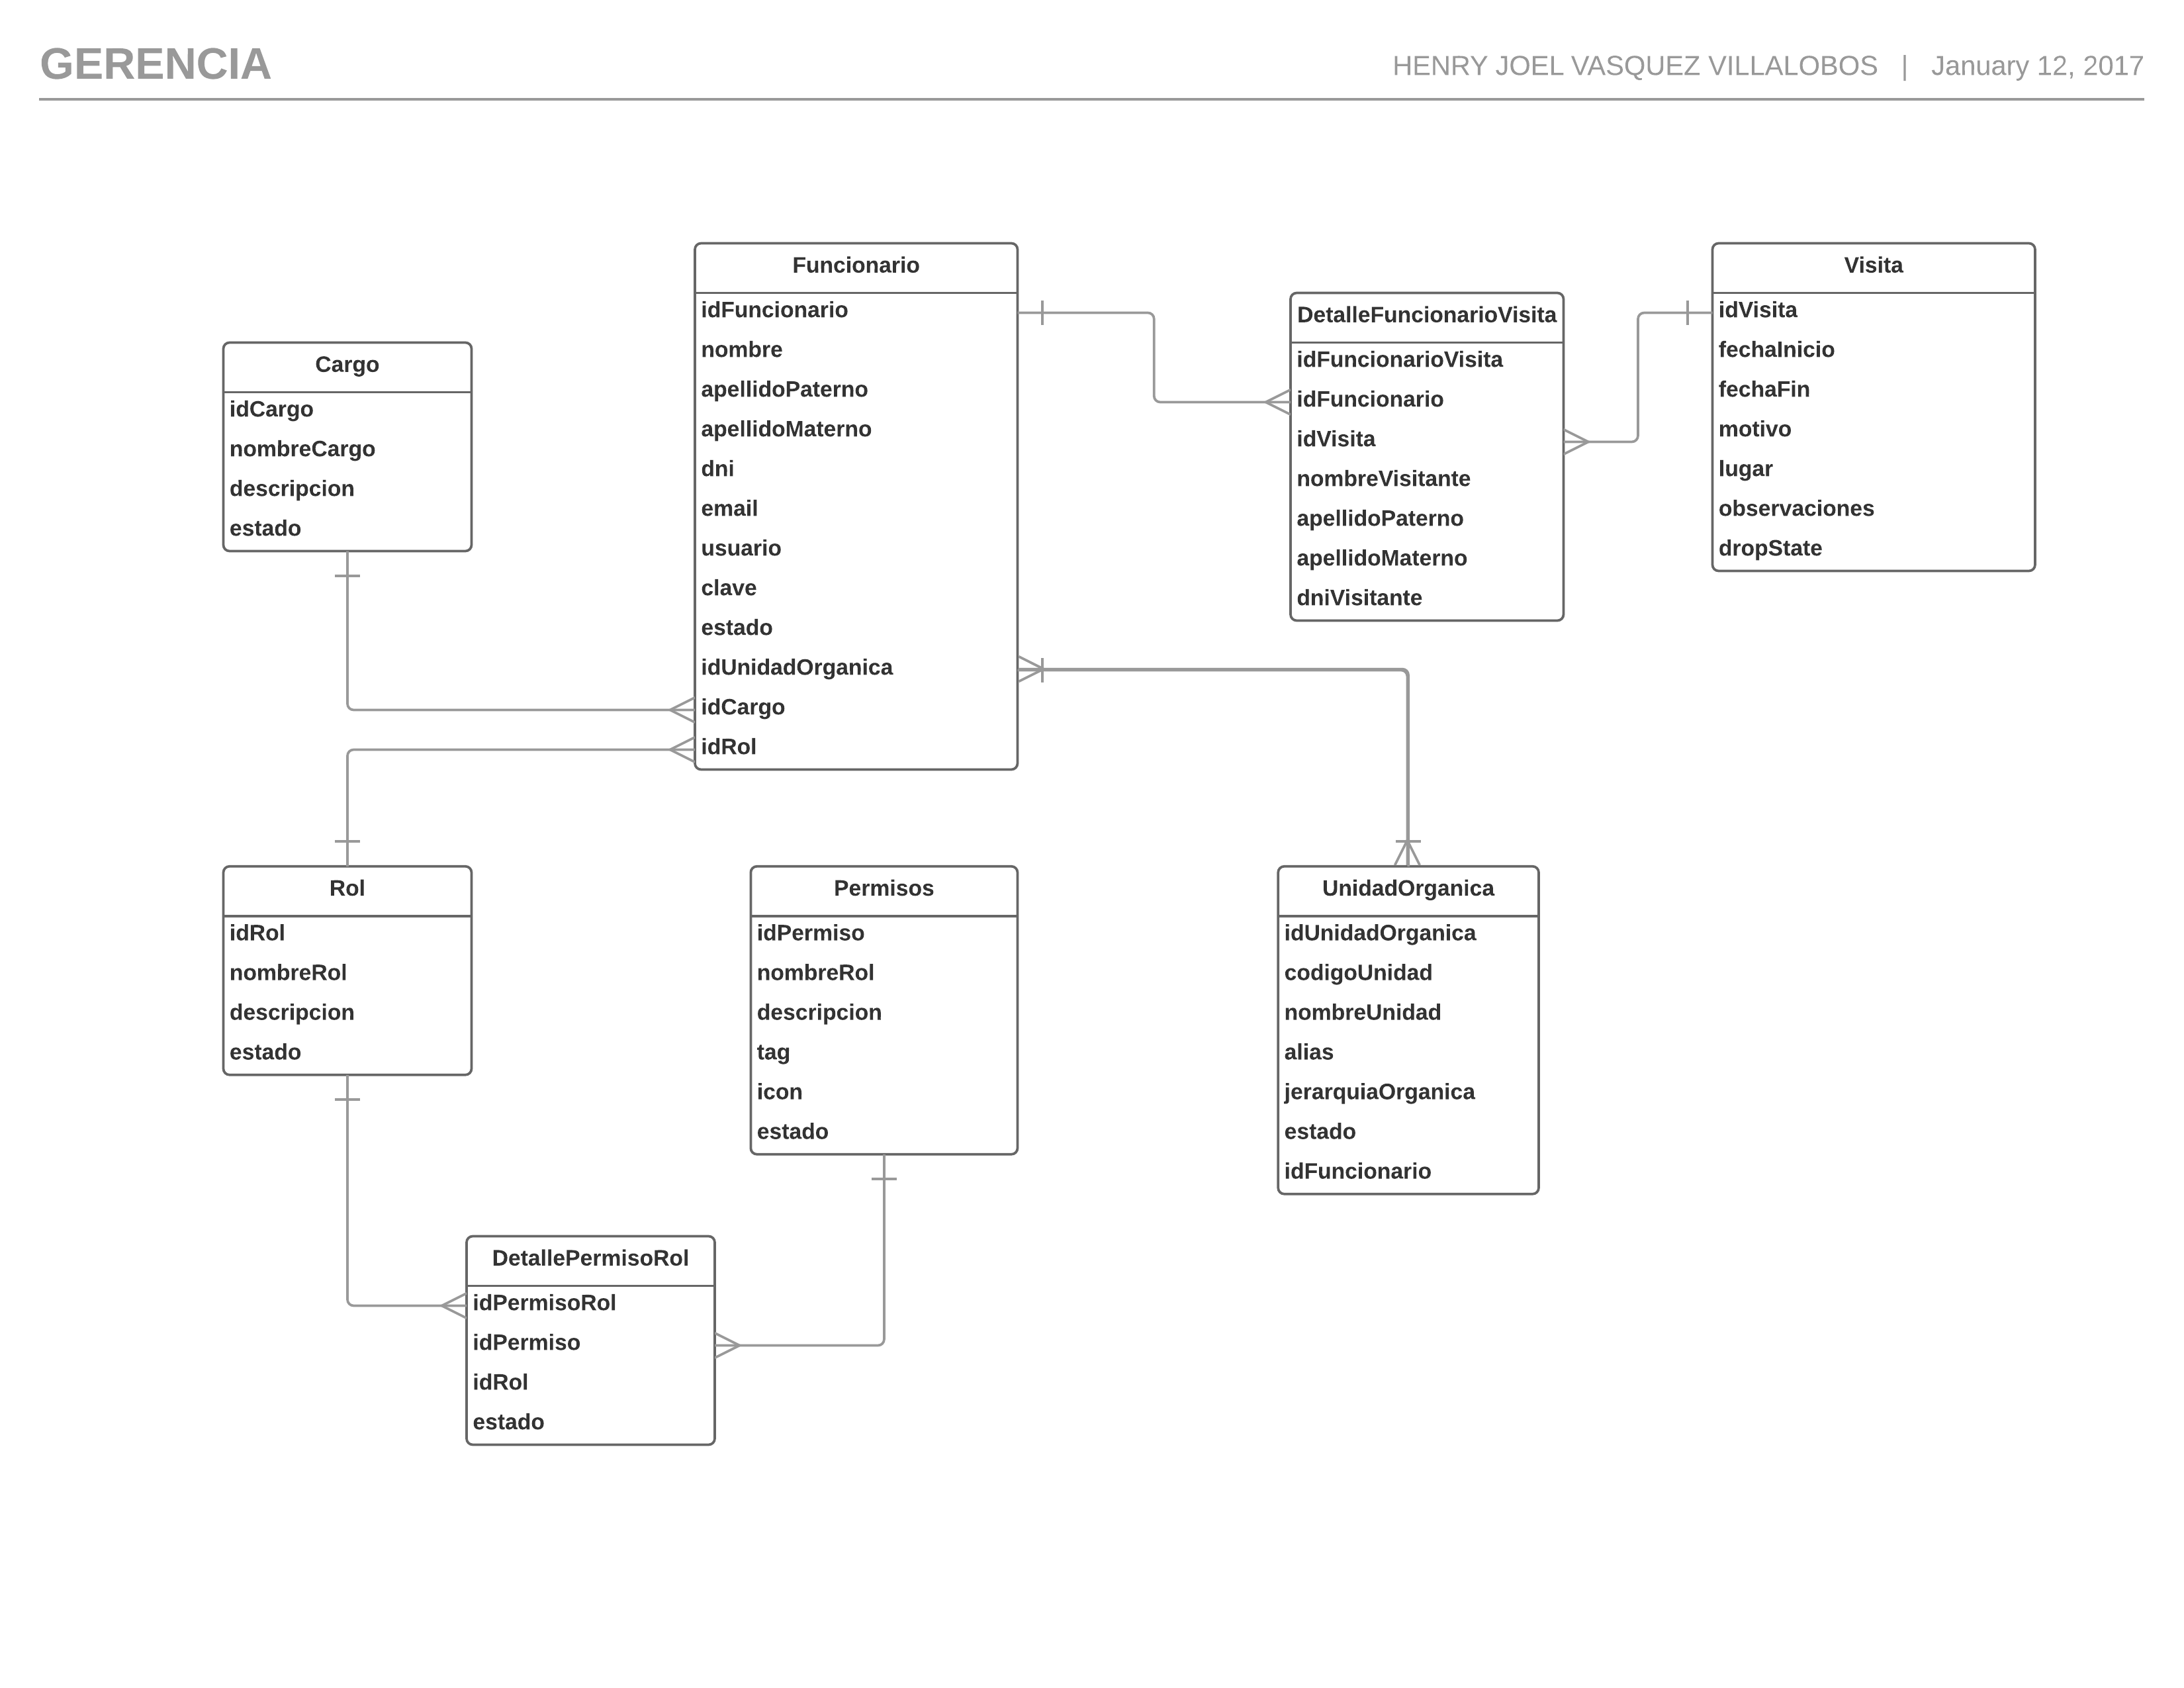 GERENCIA
HENRY JOEL VASQUEZ VILLALOBOS | January 12, 2017
Funcionario
idFuncionario
nombre
apellidoPaterno
apellidoMaterno
dni
email
usuario
clave
estado
idUnidadOrganica
idCargo
idRol
DetalleFuncionarioVisita
idFuncionarioVisita
idFuncionario
idVisita
nombreVisitante
apellidoPaterno
apellidoMaterno
dniVisitante
Visita
idVisita
fechaInicio
fechaFin
motivo
lugar
observaciones
dropState
Cargo
idCargo
nombreCargo
descripcion
estado
Rol
idRol
nombreRol
descripcion
estado
Permisos
idPermiso
nombreRol
descripcion
tag
icon
estado
UnidadOrganica
idUnidadOrganica
codigoUnidad
nombreUnidad
alias
jerarquiaOrganica
estado
idFuncionario
DetallePermisoRol
idPermisoRol
idPermiso
idRol
estado